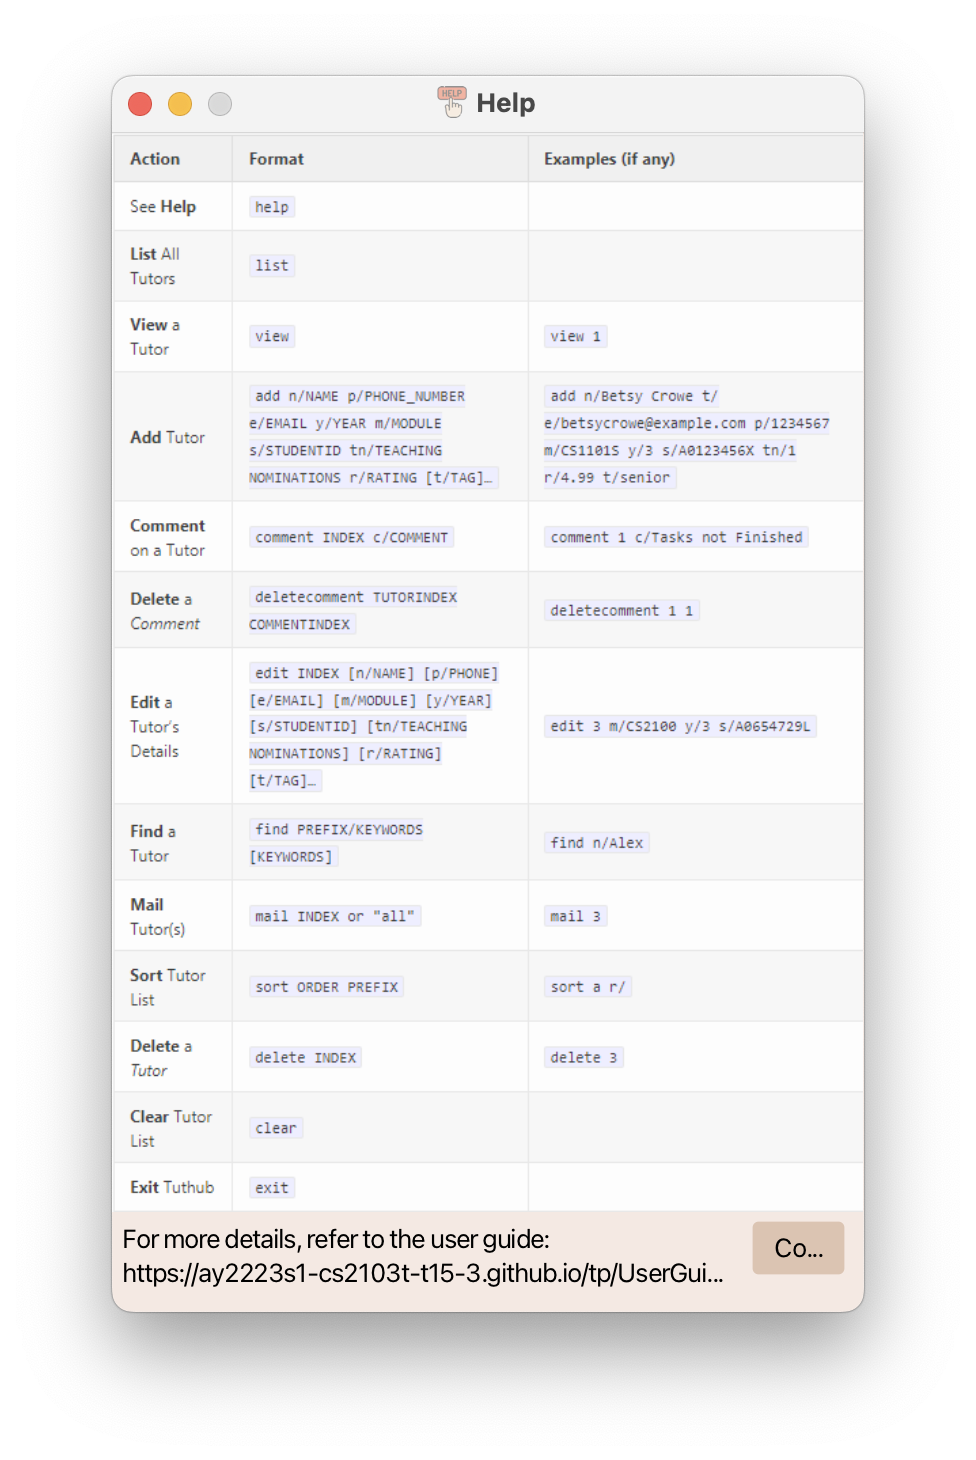 HELP
Help
Action Format Examples (if any)
See Help help
List All
Tutors
list
View a
Tutor
view
view 1
Add Tutor
add n/NAME p/PHONE_NUMBER
e/EMAIL y/YEAR m/MODULE
s/STUDENTID tn/TEACHING
NOMINATIONS r/RATING [t/TAG]…
add n/Betsy Crowe t/
e/betsycrowe@example.com p/1234567
m/CS1101S y/3 s/A0123456X tn/1
r/4.99 t/senior
Comment
on a Tutor
comment INDEX c/COMMENT
comment 1 c/Tasks not Finished
Delete a
Comment
deletecomment TUTORINDEX
COMMENTINDEX
deletecomment 1 1
Edit a
Tutor's
Details
edit INDEX [n/NAME] [p/PHONE]
[e/EMAIL] [m/MODULE] [y/YEAR]
[s/STUDENTID] [tn/TEACHING
NOMINATIONS] [r/RATING]
[t/TAG]…
edit 3 m/CS2100 y/3 s/A0654729L
Find a
Tutor
find PREFIX/KEYWORDS
[KEYWORDS]
find n/Alex
Mail
Tutor(s)
mail INDEX or "all"
mail 3
Sort Tutor
List
sort ORDER PREFIX
sort a r/
Delete a
Tutor
delete INDEX
delete 3
Clear Tutor
List
clear
Exit Tuthub exit
For more details, refer to the user guide:
https://ay2223s1-cs2103t-t15-3.github.io/tp/UserGui...
Co...